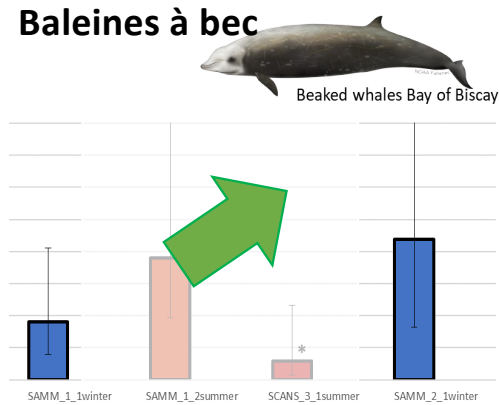 Baleines à bec
Beaked whales Bay of Biscay
*
SAMM_1_1winter
SAMM_1_2summer
SCANS_3_1summer
SAMM_2_1winter